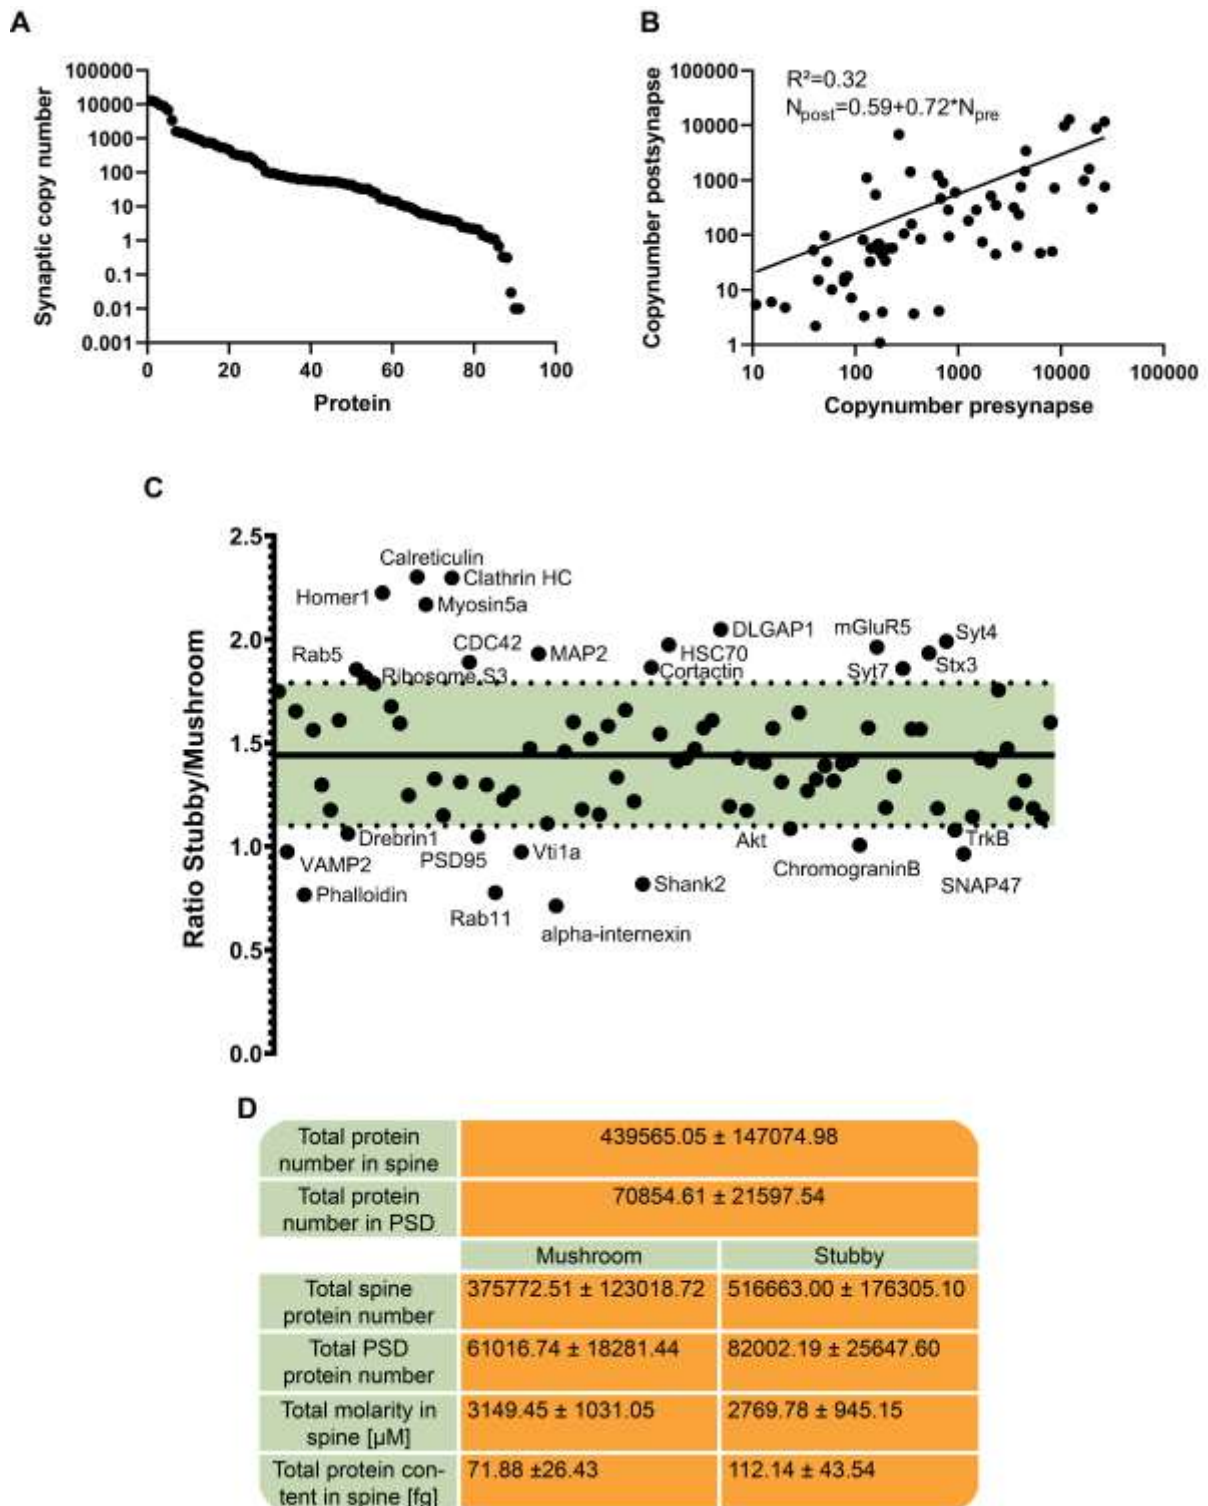 A
100000
10000
1000
100
10
1
0.1
0.01
0.001
0 20 40 60 80 100
Synaptic copy number
Protein
B
R²=0.32
Npost=0.59+0.72*Npre
100000
10000
1000
100
10
1
10 100 1000 10000 100000
Copynumber postsynapse
Copynumber presynapse
C
2.5
2.0
1.5
1.0
0.5
0.0
Ratio Stubby/Mushroom
Calreticulin
Clathrin HC
Homer1
Myosin5a
DLGAP1
mGluR5
Syt4
CDC42
MAP2
HSC70
Stx3
Rab5
Ribosome S3
Cortactin
Syt7
Drebrin1
Akt
TrkB
VAMP2
PSD95
Vti1a
ChromograninB
Phalloidin
Shank2
SNAP47
Rab11
alpha-internexin
D
Total protein
number in spine
439565.05 ± 147074.98
Total protein
number in PSD
70854.61 ± 21597.54
Mushroom
Stubby
Total spine
protein number
375772.51 ± 123018.72
516663.00 ± 176305.10
Total PSD
protein number
61016.74 ± 18281.44
82002.19 ± 25647.60
Total molarity in
spine [µM]
3149.45 ± 1031.05
2769.78 ± 945.15
Total protein con-
tent in spine [fg]
71.88 ±26.43
112.14 ± 43.54